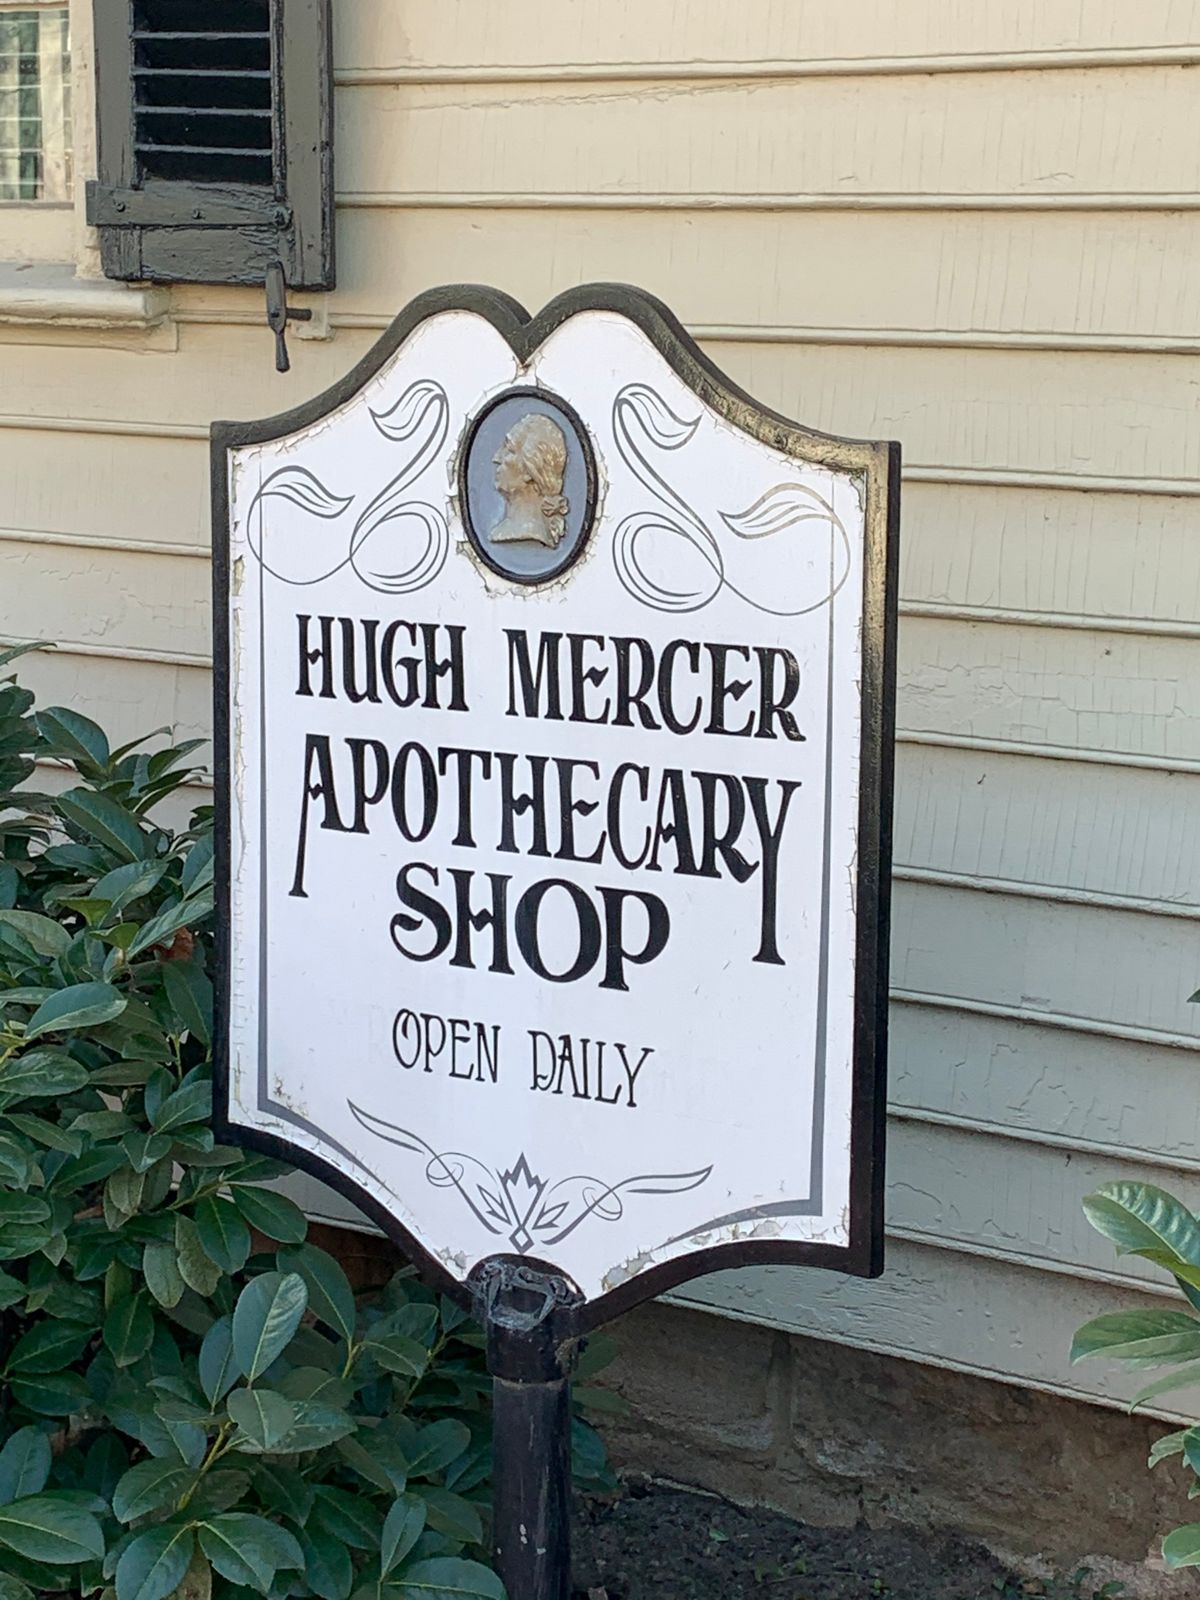 HUGH MERCER
APOTHECARY
SHOP
OPEN DAILY